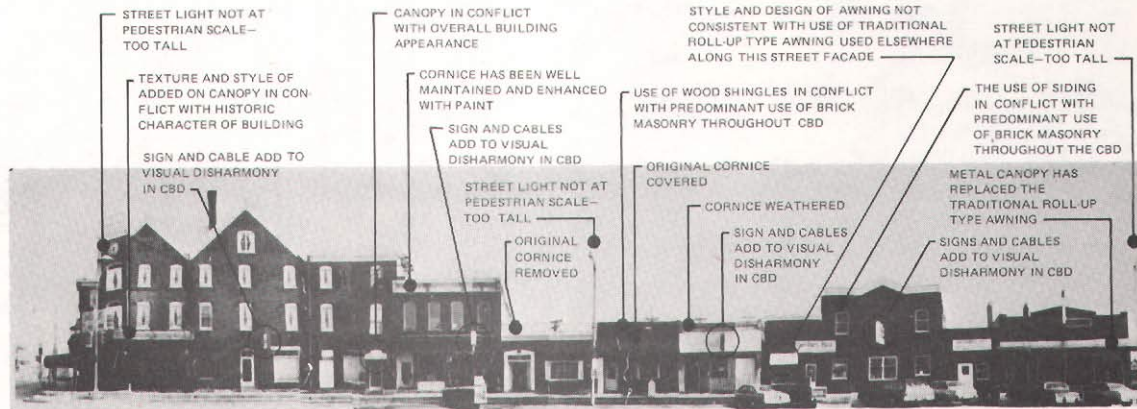 STREET LIGHT NOT AT
PEDESTRIAN SCALE—
TOO TALL
TEXTURE AND STYLE OF
ADDED ON CANOPY IN CON-
FLICT WITH HISTORIC
CHARACTER OF BUILDING
SIGN AND CABLE ADD TO
VISUAL DISHARMONY
IN CBD
CANOPY IN CONFLICT
WITH OVERALL BUILDING
APPEARANCE
CORNICE HAS BEEN WELL
MAINTAINED AND ENHANCED
WITH PAINT
SIGN AND CABLES
ADD TO VISUAL
DISHARMONY IN CBD
STREET LIGHT NOT AT
PEDESTRIAN SCALE—
TOO TALL
ORIGINAL
CORNICE
REMOVED
USE OF WOOD SHINGLES IN CONFLICT
WITH PREDOMINANT USE OF BRICK
MASONRY THROUGHOUT CBD
ORIGINAL CORNICE
COVERED
CORNICE WEATHERED
SIGN AND CABLES
ADD TO VISUAL
DISHARMONY
IN CBD
STYLE AND DESIGN OF AWNING NOT
CONSISTENT WITH USE OF TRADITIONAL
ROLL-UP TYPE AWNING USED ELSEWHERE
ALONG THIS STREET FACADE
THE USE OF SIDING
IN CONFLICT WITH
PREDOMINANT USE
OF BRICK MASONRY
THROUGHOUT THE CBD
SIGNS AND CABLES
ADD TO VISUAL
DISHARMONY IN CBD
STREET LIGHT NOT
AT PEDESTRIAN
SCALE—TOO TALL
METAL CANOPY HAS
REPLACED THE
TRADITIONAL ROLL-UP
TYPE AWNING